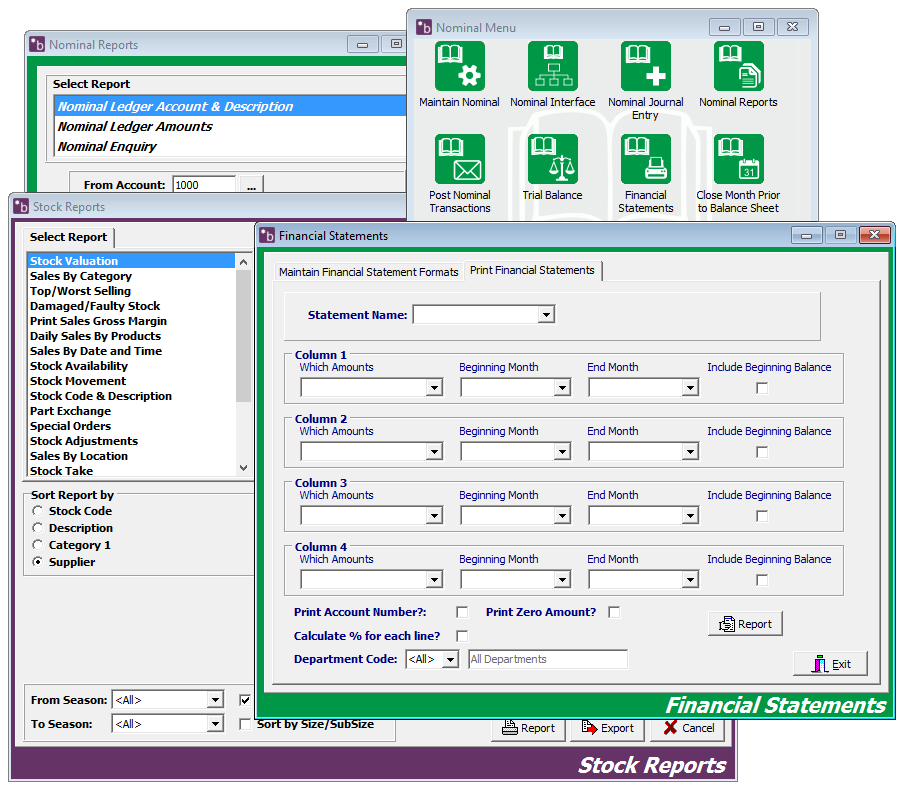 Nominal Reports
Select Report
Nominal Ledger Account & Description
Nominal Ledger Amounts
Nominal Enquiry
From Account: 1000 ...
Nominal Menu
Maintain Nominal
Nominal Interface
Nominal Journal
Entry
Nominal Reports
Post Nominal
Transactions
Trial Balance
Financial
Statements
Close Month Prior
to Balance Sheet
31
Stock Reports
Select Report
Stock Valuation
Sales By Category
Top/Worst Selling
Damaged/Faulty Stock
Print Sales Gross Margin
Daily Sales By Products
Sales By Date and Time
Stock Availability
Stock Movement
Stock Code & Description
Part Exchange
Special Orders
Stock Adjustments
Sales By Location
Stock Take
Sort Report by
Stock Code
Description
Category 1
Supplier
From Season: <All>
To Season: <All>
Sort by Size/SubSize
Report
Export
Cancel
Stock Reports
Financial Statements
Maintain Financial Statement Formats
Print Financial Statements
Statement Name:
Column 1
Which Amounts Beginning Month End Month Include Beginning Balance
Column 2
Which Amounts Beginning Month End Month Include Beginning Balance
Column 3
Which Amounts Beginning Month End Month Include Beginning Balance
Column 4
Which Amounts Beginning Month End Month Include Beginning Balance
Print Account Number?: Print Zero Amount?
Calculate % for each line?
Department Code: <All> All Departments
Report
Exit
Financial Statements